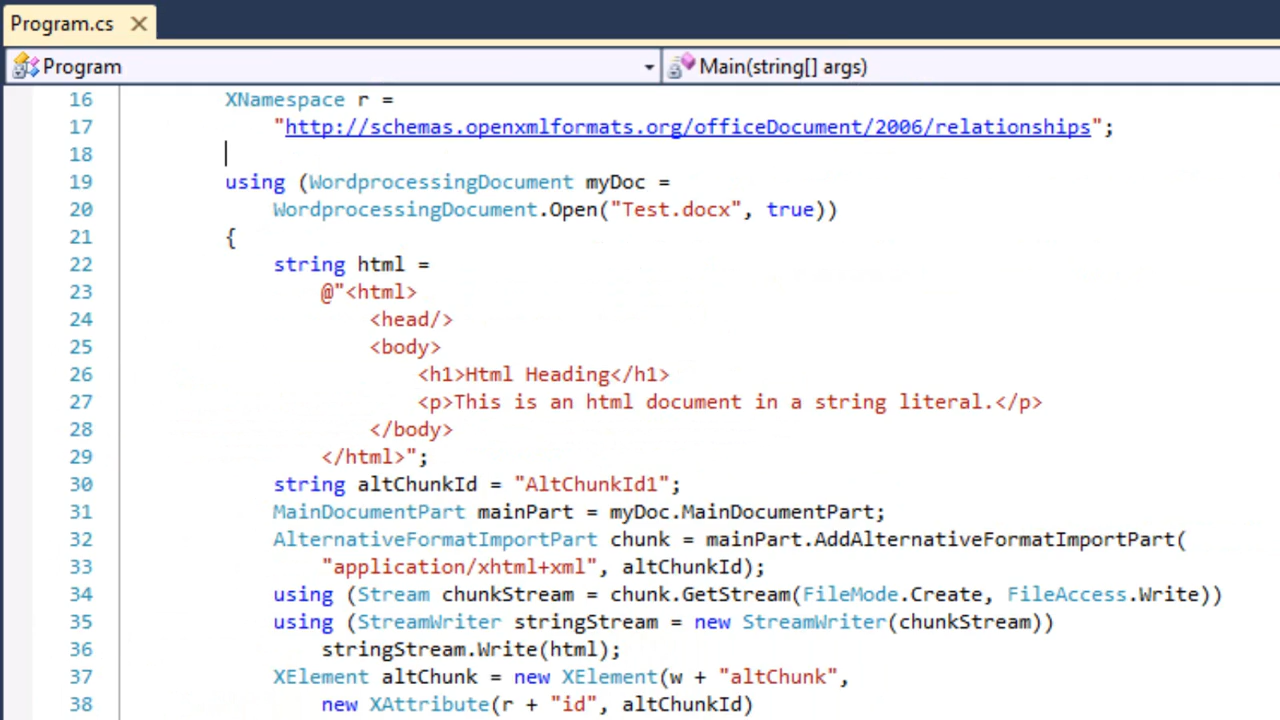 Program.cs
Program Main(string[] args)
16 XNamespace r =
17 "http://schemas.openxmlformats.org/officeDocument/2006/relationships";
18
19 using (WordprocessingDocument myDoc =
20 WordprocessingDocument.Open("Test.docx", true))
21 {
22 string html =
23 @"<html>
24 <head/>
25 <body>
26 <h1>Html Heading</h1>
27 <p>This is an html document in a string literal.</p>
28 </body>
29 </html>";
30 string altChunkId = "AltChunkId1";
31 MainDocumentPart mainPart = myDoc.MainDocumentPart;
32 AlternativeFormatImportPart chunk = mainPart.AddAlternativeFormatImportPart(
33 "application/xhtml+xml", altChunkId);
34 using (Stream chunkStream = chunk.GetStream(FileMode.Create, FileAccess.Write))
35 using (StreamWriter stringStream = new StreamWriter(chunkStream))
36 stringStream.Write(html);
37 XElement altChunk = new XElement(w + "altChunk",
38 new XAttribute(r + "id", altChunkId)